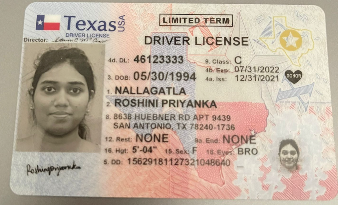 Texas USA
LIMITED TERM
DRIVER LICENSE
Director:
DRIVER LICENSE
4d. DL: 46123333
9. Class: C
4b. Exp: 07/31/2022
3. DOB: 05/30/1994
4a. Iss: 12/31/2021
DONOR
1. NALLAGATLA
2. ROSHINI PRIYANKA
8. 8638 HUEBNER RD APT 9439
SAN ANTONIO, TX 78240-1736
12. Rest: NONE
9a. End: NONE
16. Hgt: 5'-04"
15. Sex: F
18. Eyes: BRO
5. DD: 15629181127321048640
Roshinipriyanka